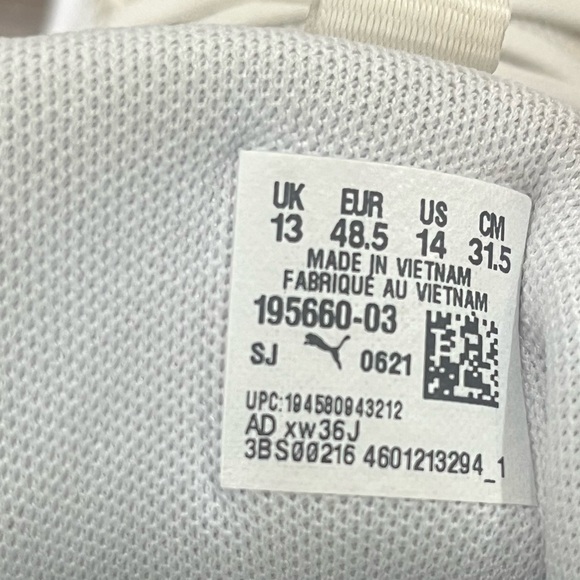 UK EUR US CM
13 48.5 14 31.5
MADE IN VIETNAM
FABRIQUÉ AU VIETNAM
195660-03
SJ 0621
UPC:194580943212
AD xw36J
3BS00216 4601213294_1